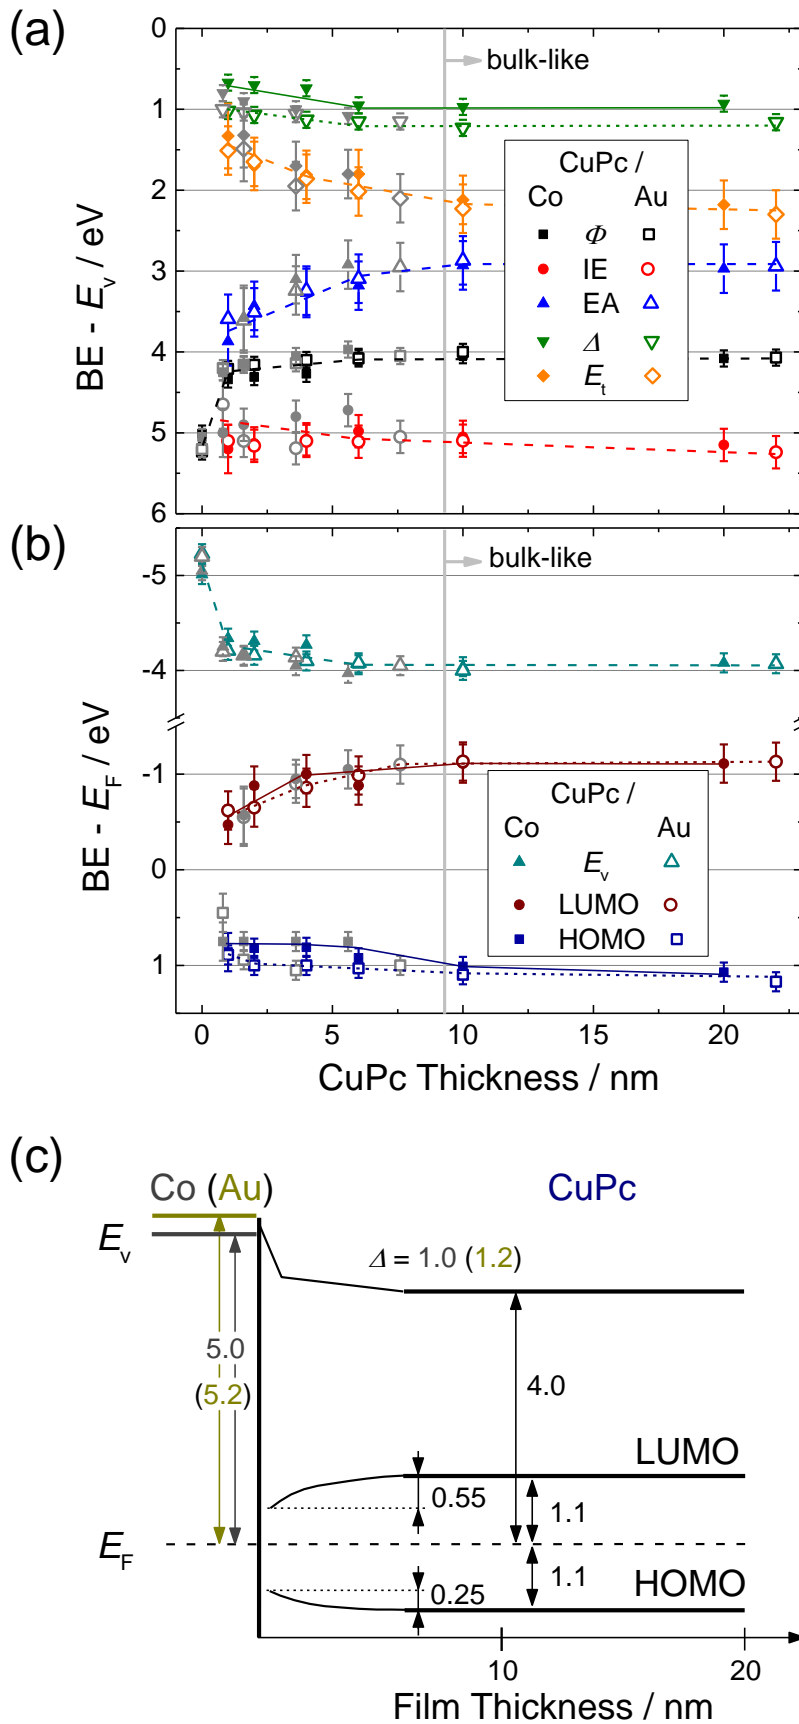 (a)
0
1
2
3
4
5
6
BE - Ev / eV
bulk-like
CuPc /
Co Au
Φ
IE
EA
Δ
Et
(b)
-5
-4
-1
0
1
BE - EF / eV
bulk-like
CuPc /
Co Au
Ev
LUMO
HOMO
0 5 10 15 20
CuPc Thickness / nm
(c)
Co (Au) CuPc
Ev
Δ = 1.0 (1.2)
5.0
(5.2)
4.0
LUMO
0.55
1.1
EF
1.1
HOMO
0.25
10 20
Film Thickness / nm